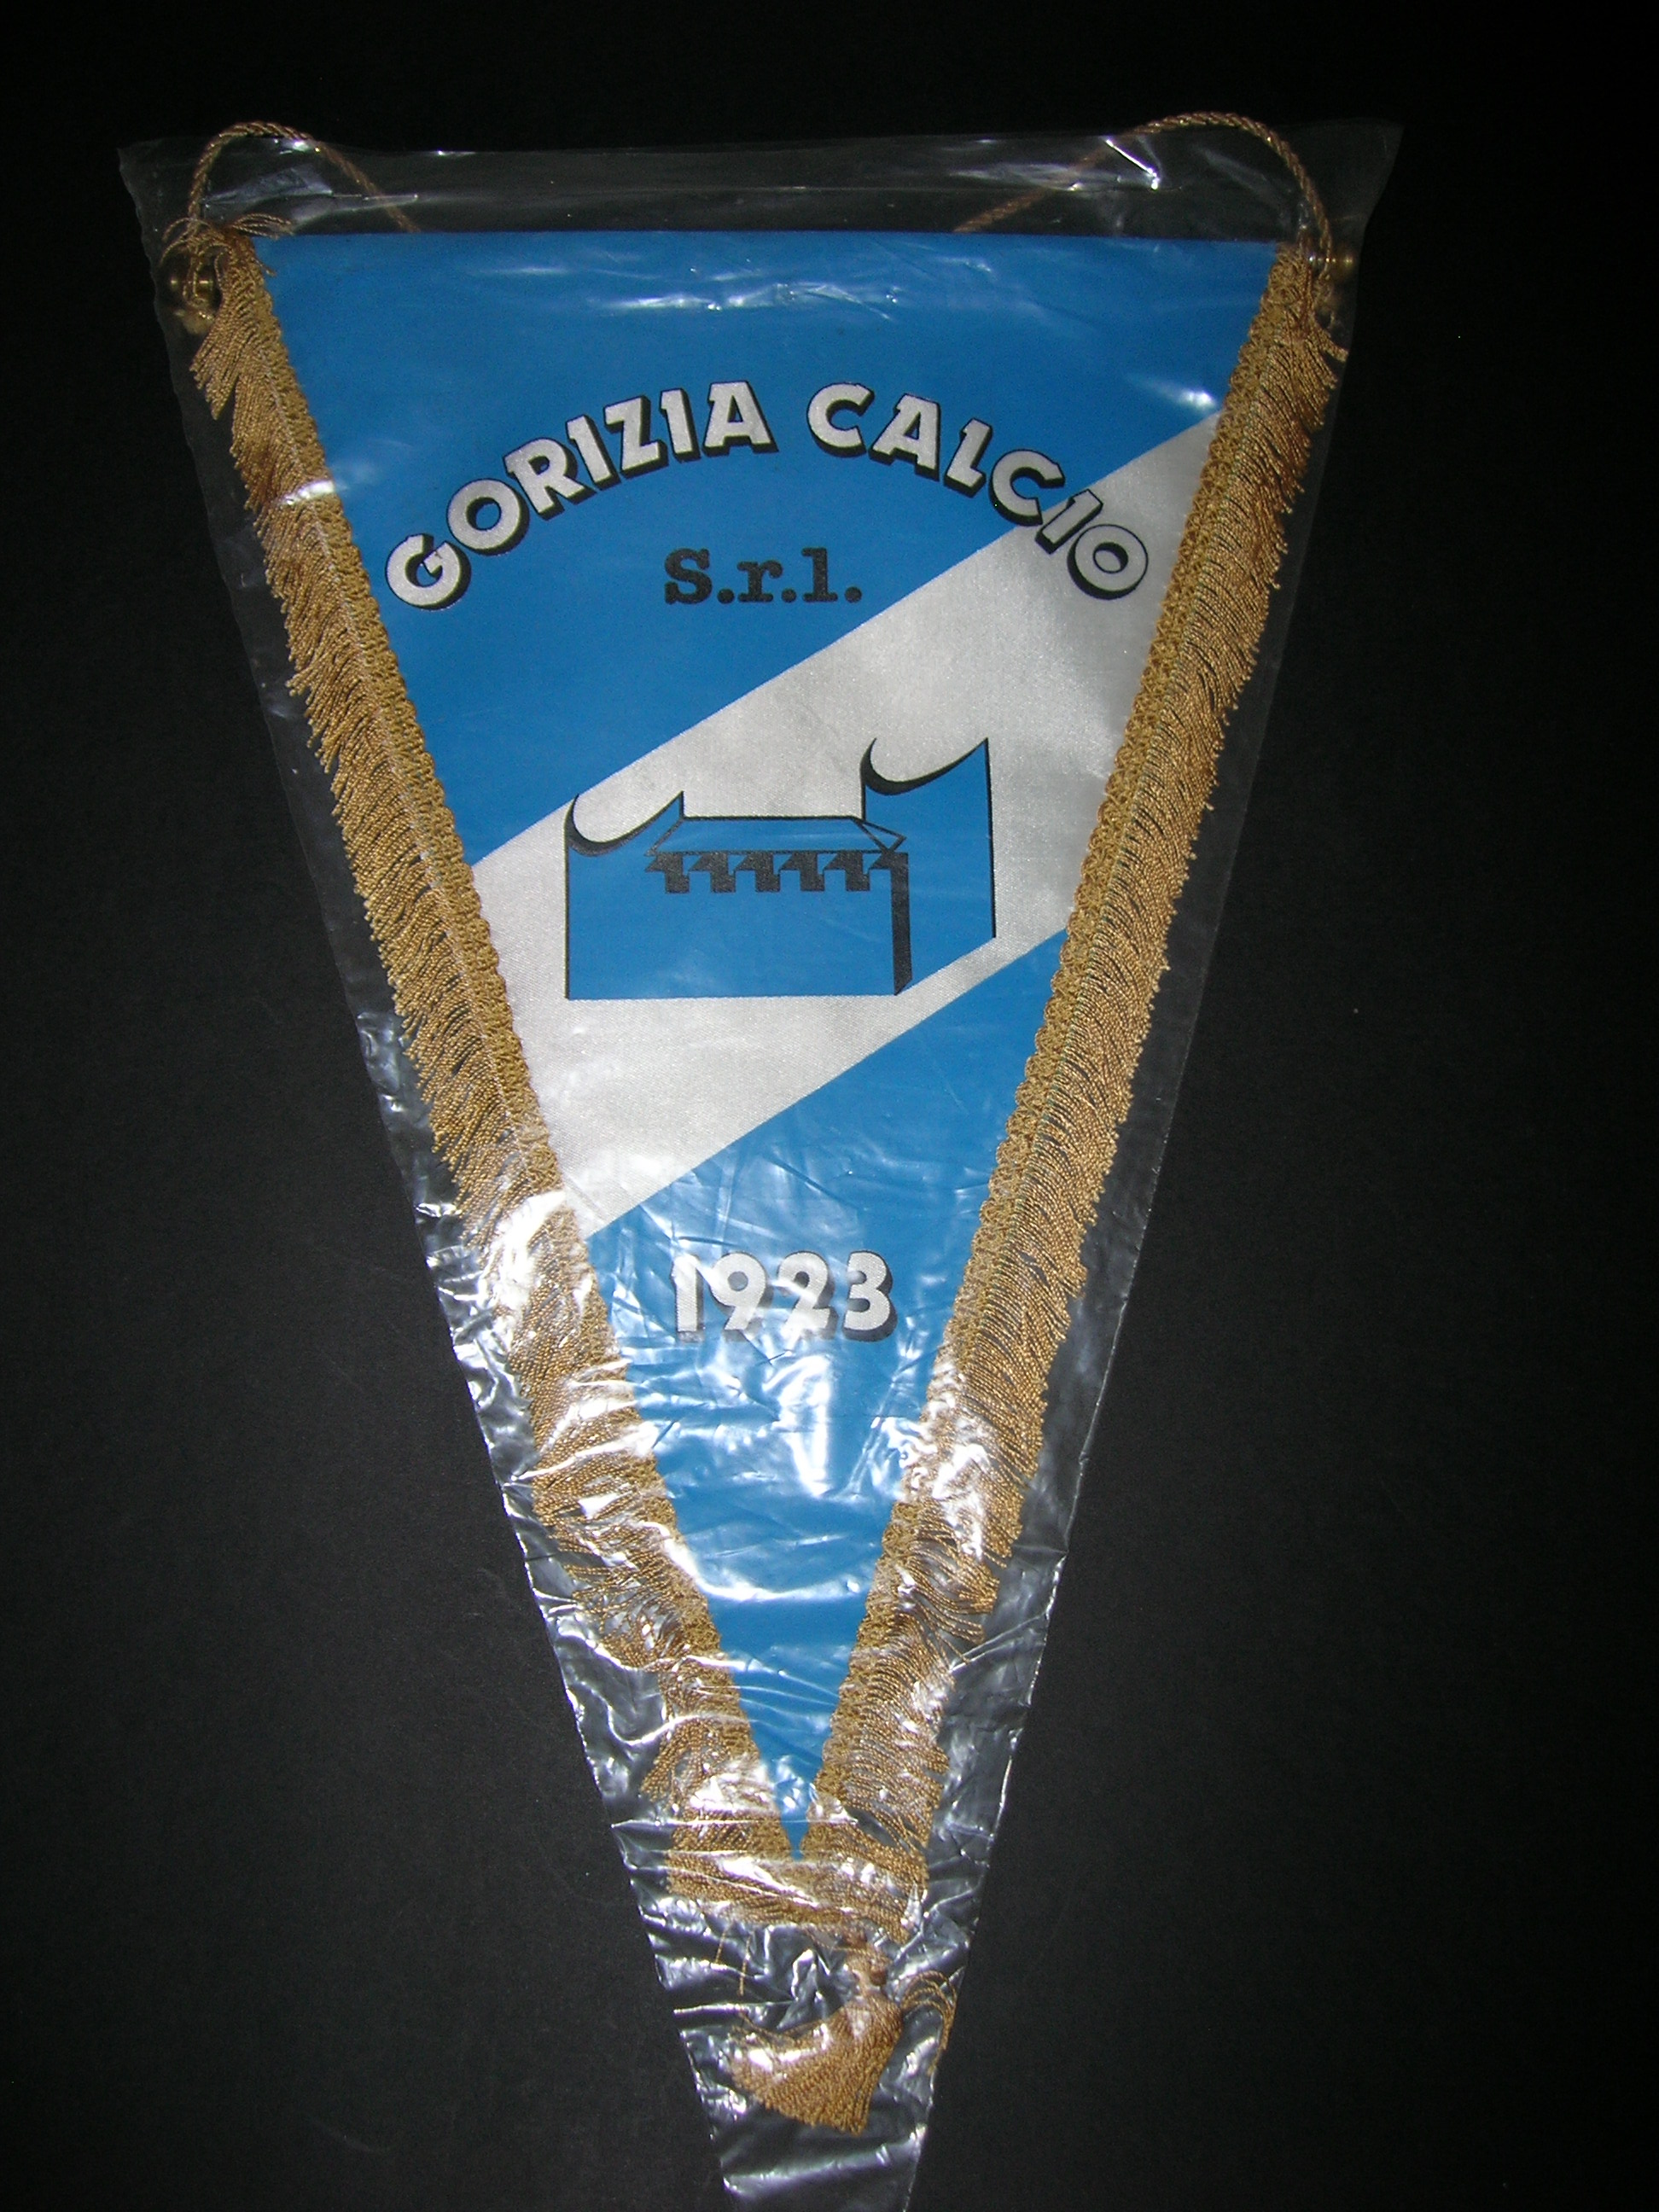 GORIZIA CALCIO
S.r.l.
1923